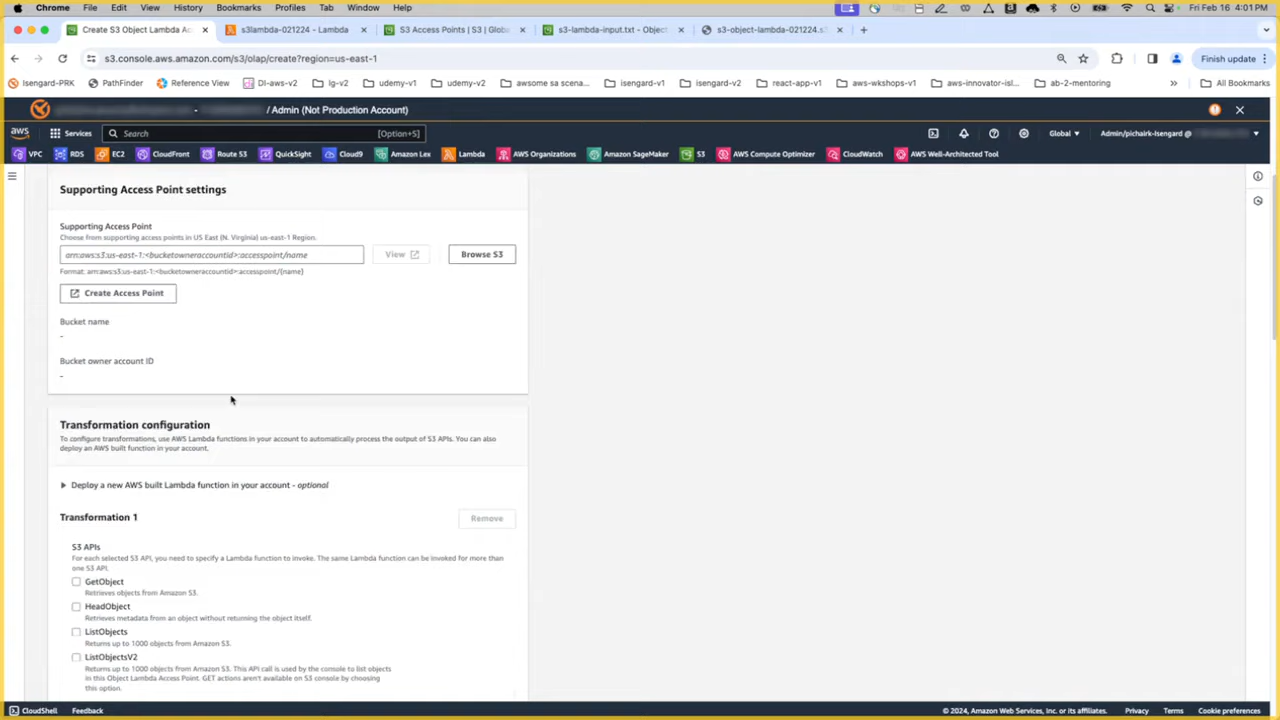 Chrome File Edit View History Bookmarks Profiles Tab Window Help Fri Feb 16 4:01 PM
Create S3 Object Lambda Ac × s3lambda-021224 - Lambda × S3 Access Points | S3 | Globa × s3-lambda-input.txt - Object × s3-object-lambda-021224.s × +
s3.console.aws.amazon.com/s3/olap/create?region=us-east-1 Finish update
Isengard-PRK PathFinder Reference View DI-aws-v2 lg-v2 udemy-v1 udemy-v2 awsome sa scena... isengard-v1 isengard-v2 react-app-v1 aws-wkshops-v1 aws-innovator-isl... ab-2-mentoring » All Bookmarks
- / Admin (Not Production Account)
aws Services Search [Option+S] Global Admin/pichairk-Isengard @
VPC RDS EC2 CloudFront Route 53 QuickSight Cloud9 Amazon Lex Lambda AWS Organizations Amazon SageMaker S3 AWS Compute Optimizer CloudWatch AWS Well-Architected Tool
Supporting Access Point settings
Supporting Access Point
Choose from supporting access points in US East (N. Virginia) us-east-1 Region.
arn:aws:s3:us-east-1:<bucketowneraccountid>:accesspoint/name View Browse S3
Format: arn:aws:s3:us-east-1:<bucketowneraccountid>:accesspoint/{name}
Create Access Point
Bucket name
-
Bucket owner account ID
-
Transformation configuration
To configure transformations, use AWS Lambda functions in your account to automatically process the output of S3 APIs. You can also
deploy an AWS built function in your account.
Deploy a new AWS built Lambda function in your account - optional
Transformation 1 Remove
S3 APIs
For each selected S3 API, you need to specify a Lambda function to invoke. The same Lambda function can be invoked for more than
one S3 API.
GetObject
Retrieves objects from Amazon S3.
HeadObject
Retrieves metadata from an object without returning the object itself.
ListObjects
Returns up to 1000 objects from Amazon S3.
ListObjectsV2
Returns up to 1000 objects from Amazon S3. This API call is used by the console to list objects
in this Object Lambda Access Point. GET actions aren't available on S3 console by choosing
this option.
CloudShell Feedback © 2024, Amazon Web Services, Inc. or its affiliates. Privacy Terms Cookie preferences